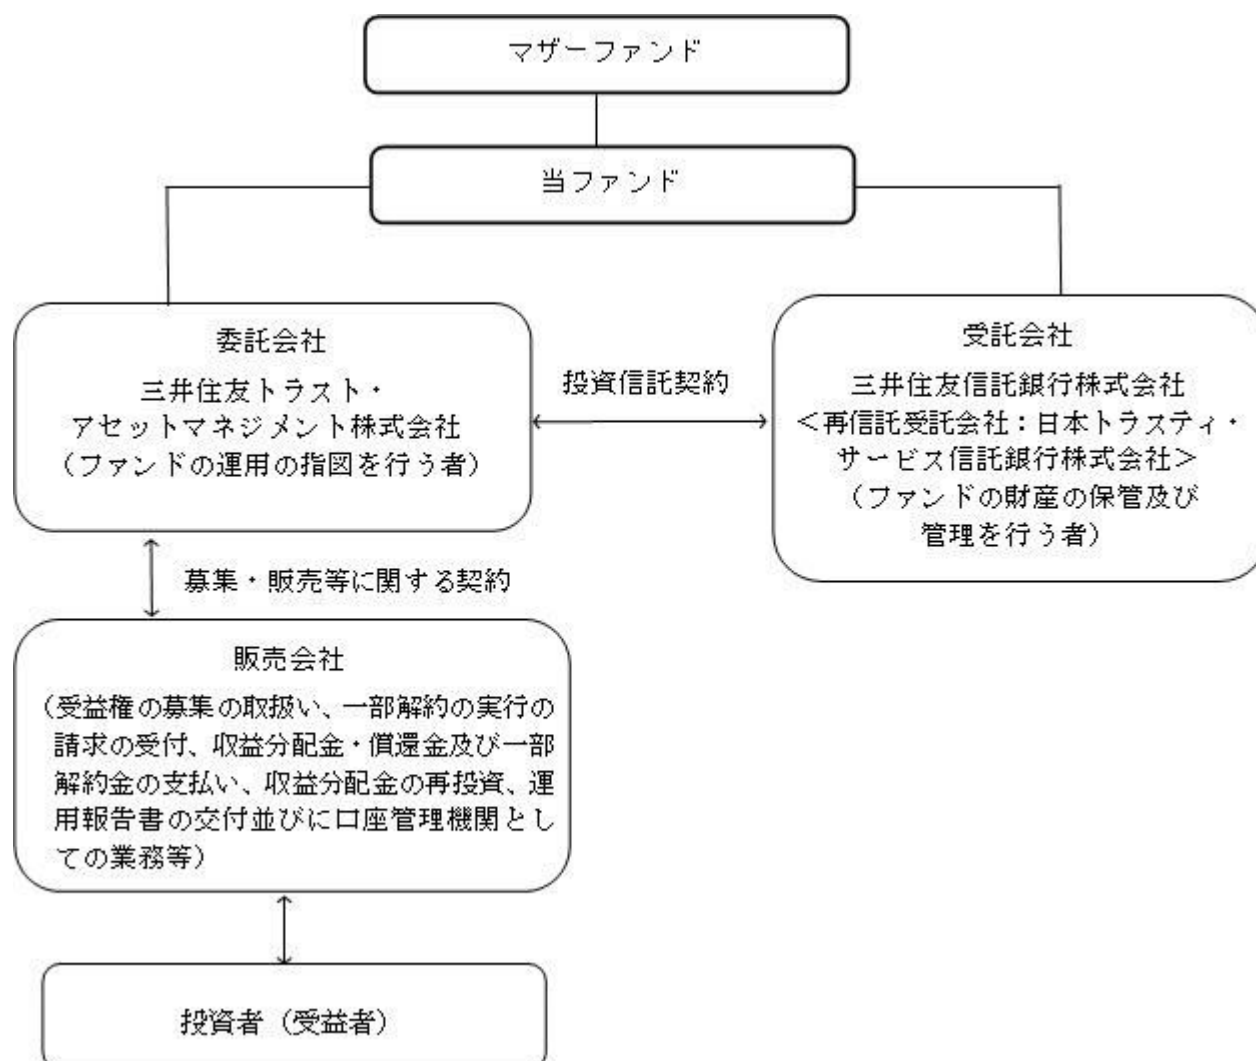 マザーファンド
当ファンド
委託会社
三井住友トラスト・
アセットマネジメント株式会社
（ファンドの運用の指図を行う者）
投資信託契約
受託会社
三井住友信託銀行株式会社
＜再信託受託会社：日本トラスティ・
サービス信託銀行株式会社＞
（ファンドの財産の保管及び
管理を行う者）
募集・販売等に関する契約
販売会社
（受益権の募集の取扱い、一部解約の実行の
請求の受付、収益分配金・償還金及び一部
解約金の支払い、収益分配金の再投資、運
用報告書の交付並びに口座管理機関とし
ての業務等）
投資者（受益者）